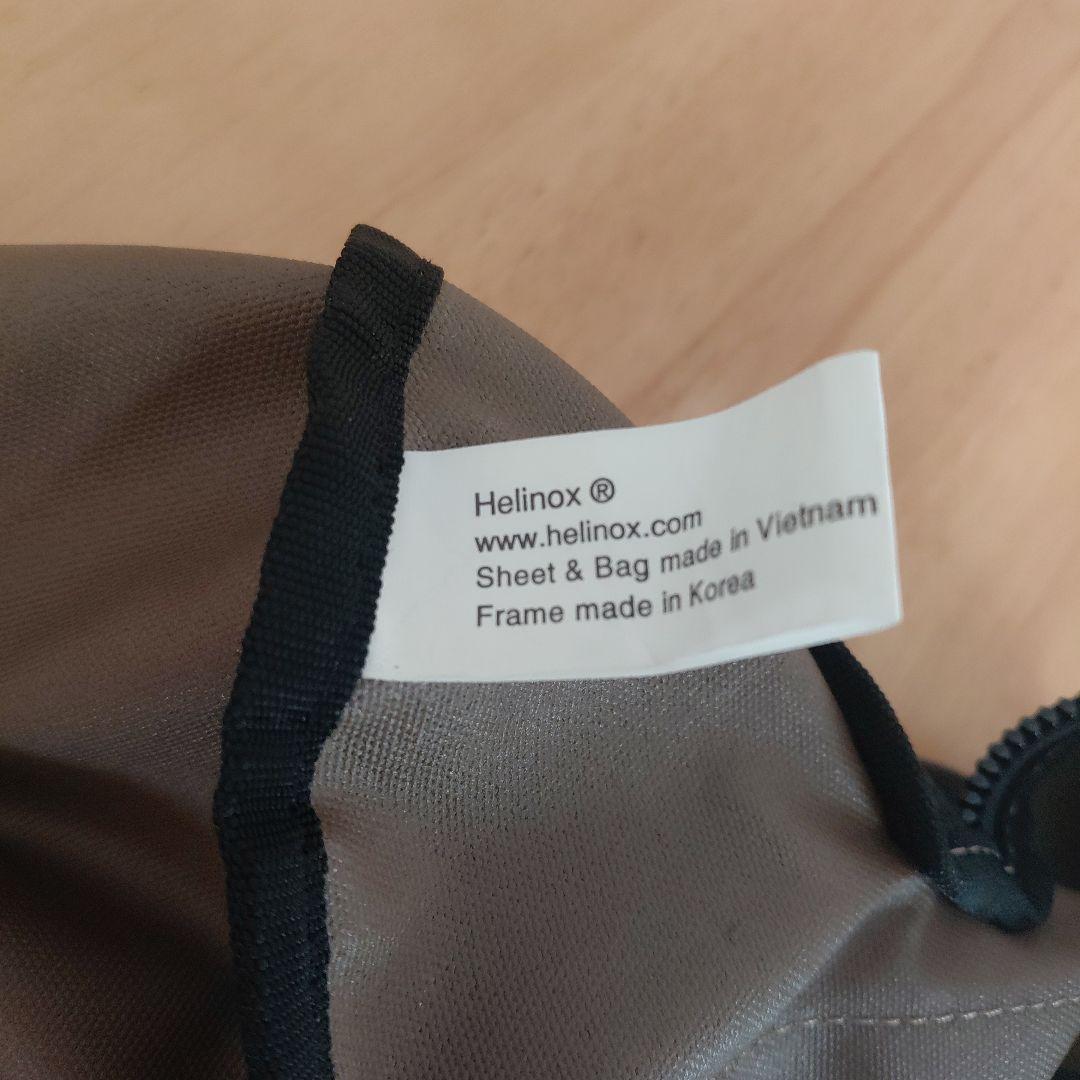 Helinox ®
www.helinox.com
Sheet & Bag made in Vietnam
Frame made in Korea